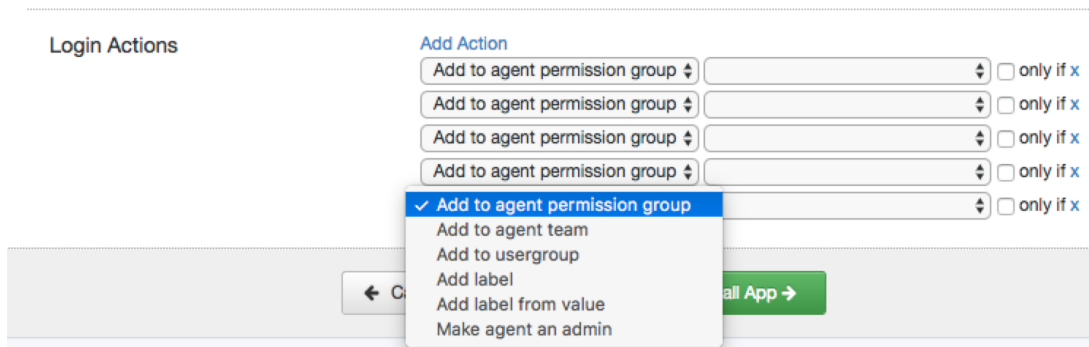 Login Actions
Add Action
Add to agent permission group only if x
Add to agent permission group only if x
Add to agent permission group only if x
Add to agent permission group only if x
✓ Add to agent permission group only if x
Add to agent team
Add to usergroup
Add label
Add label from value
Make agent an admin
← C
all App →